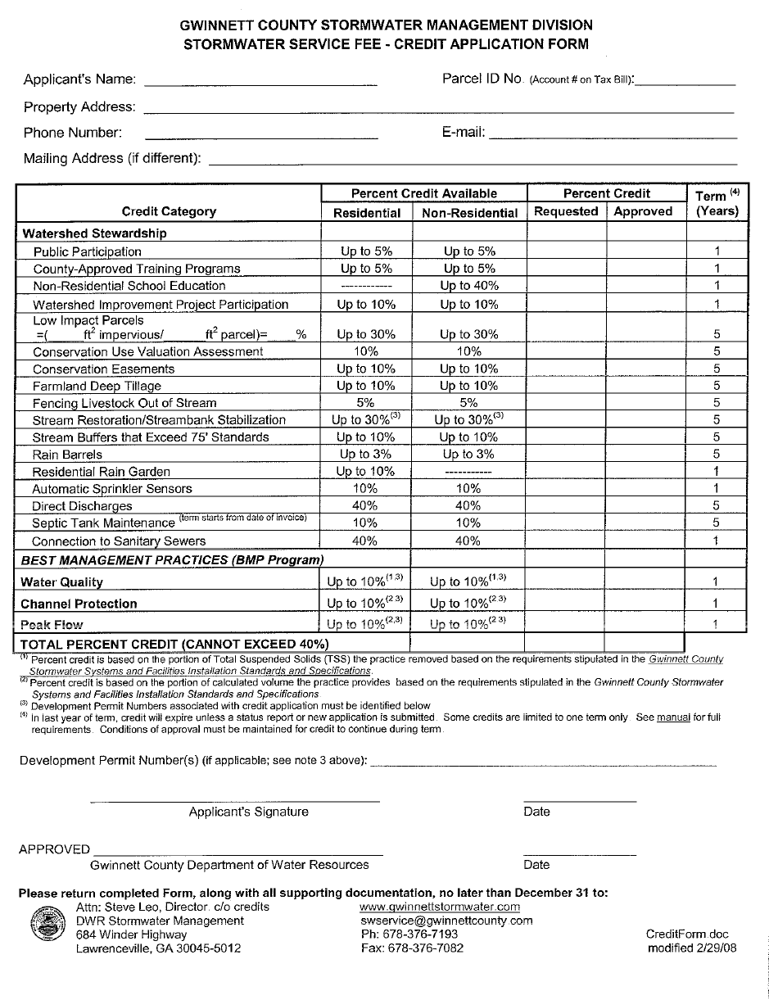 GWINNETT COUNTY STORMWATER MANAGEMENT DIVISION
STORMWATER SERVICE FEE - CREDIT APPLICATION FORM
Applicant's Name: Parcel ID No. (Account # on Tax Bill):
Property Address:
Phone Number: E-mail:
Mailing Address (if different):
Percent Credit Available Percent Credit Term (4)
Credit Category Residential Non-Residential Requested Approved (Years)
Watershed Stewardship
Public Participation Up to 5% Up to 5% 1
County-Approved Training Programs Up to 5% Up to 5% 1
Non-Residential School Education ------------ Up to 40% 1
Watershed Improvement Project Participation Up to 10% Up to 10% 1
Low Impact Parcels
=(_____ ft2 impervious/______ ft2 parcel)=____% Up to 30% Up to 30% 5
Conservation Use Valuation Assessment 10% 10% 5
Conservation Easements Up to 10% Up to 10% 5
Farmland Deep Tillage Up to 10% Up to 10% 5
Fencing Livestock Out of Stream 5% 5% 5
Stream Restoration/Streambank Stabilization Up to 30%(3) Up to 30%(3) 5
Stream Buffers that Exceed 75' Standards Up to 10% Up to 10% 5
Rain Barrels Up to 3% Up to 3% 5
Residential Rain Garden Up to 10% ----------- 1
Automatic Sprinkler Sensors 10% 10% 1
Direct Discharges 40% 40% 5
Septic Tank Maintenance (term starts from date of invoice) 10% 10% 5
Connection to Sanitary Sewers 40% 40% 1
BEST MANAGEMENT PRACTICES (BMP Program)
Water Quality Up to 10%(1,3) Up to 10%(1,3) 1
Channel Protection Up to 10%(2 3) Up to 10%(2 3) 1
Peak Flow Up to 10%(2,3) Up to 10%(2 3) 1
TOTAL PERCENT CREDIT (CANNOT EXCEED 40%)
(1) Percent credit is based on the portion of Total Suspended Solids (TSS) the practice removed based on the requirements stipulated in the Gwinnett County
Stormwater Systems and Facilities Installation Standards and Specifications.
(2) Percent credit is based on the portion of calculated volume the practice provides based on the requirements stipulated in the Gwinnett County Stormwater
Systems and Facilities Installation Standards and Specifications
(3) Development Permit Numbers associated with credit application must be identified below
(4) In last year of term, credit will expire unless a status report or new application is submitted. Some credits are limited to one term only. See manual for full
requirements. Conditions of approval must be maintained for credit to continue during term.
Development Permit Number(s) (if applicable; see note 3 above):
Applicant's Signature Date
APPROVED
Gwinnett County Department of Water Resources Date
Please return completed Form, along with all supporting documentation, no later than December 31 to:
Attn: Steve Leo, Director. c/o credits www.gwinnettstormwater.com
DWR Stormwater Management swservice@gwinnettcounty.com
684 Winder Highway Ph: 678-376-7193 CreditForm.doc
Lawrenceville, GA 30045-5012 Fax: 678-376-7082 modified 2/29/08